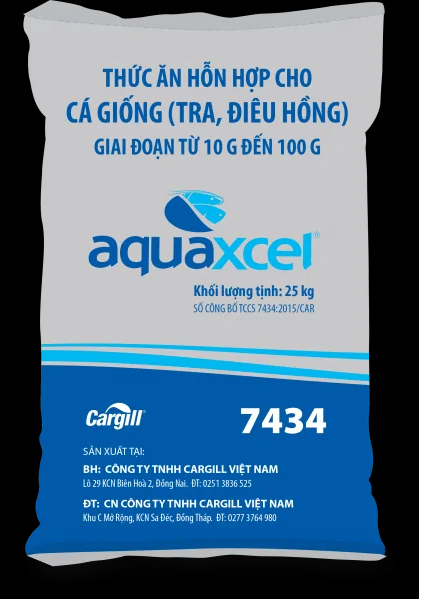 THỨC ĂN HỖN HỢP CHO
CÁ GIỐNG (TRA, ĐIÊU HỒNG)
GIAI ĐOẠN TỪ 10 G ĐẾN 100 G
aquaxcel®
Khối lượng tịnh: 25 kg
SỐ CÔNG BỐ TCCS 7434:2015/CAR
Cargill®
7434
SẢN XUẤT TẠI:
BH: CÔNG TY TNHH CARGILL VIỆT NAM
Lô 29 KCN Biên Hoà 2, Đồng Nai. ĐT: 0251 3836 525
ĐT: CN CÔNG TY TNHH CARGILL VIỆT NAM
Khu C Mở Rộng, KCN Sa Đéc, Đồng Tháp. ĐT: 0277 3764 980